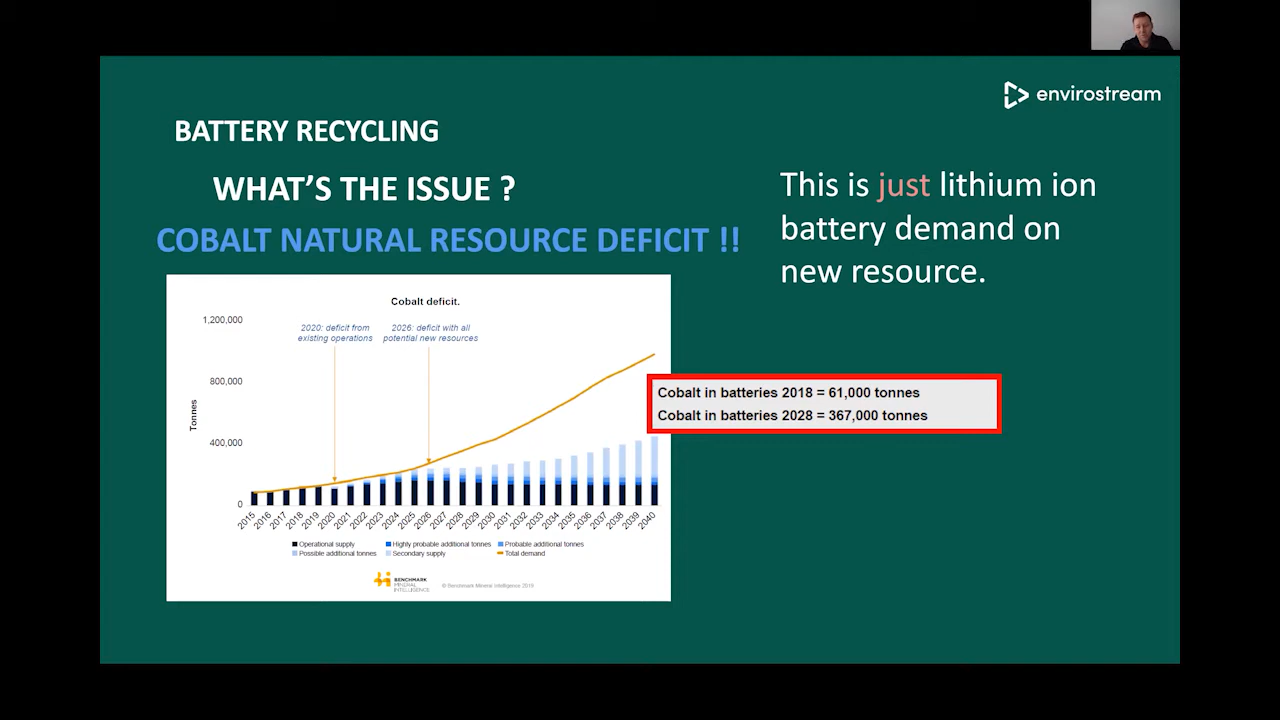 envirostream
BATTERY RECYCLING
WHAT'S THE ISSUE ?
COBALT NATURAL RESOURCE DEFICIT !!
This is just lithium ion
battery demand on
new resource.
Cobalt deficit.
1,200,000
800,000
400,000
0
Tonnes
2020: deficit from
existing operations
2026: deficit with all
potential new resources
Cobalt in batteries 2018 = 61,000 tonnes
Cobalt in batteries 2028 = 367,000 tonnes
2015 2016 2017 2018 2019 2020 2021 2022 2023 2024 2025 2026 2027 2028 2029 2030 2031 2032 2033 2034 2035 2036 2037 2038 2039 2040
Operational supply Highly probable additional tonnes Probable additional tonnes
Possible additional tonnes Secondary supply Total demand
BENCHMARK
MINERAL
INTELLIGENCE
© Benchmark Mineral Intelligence